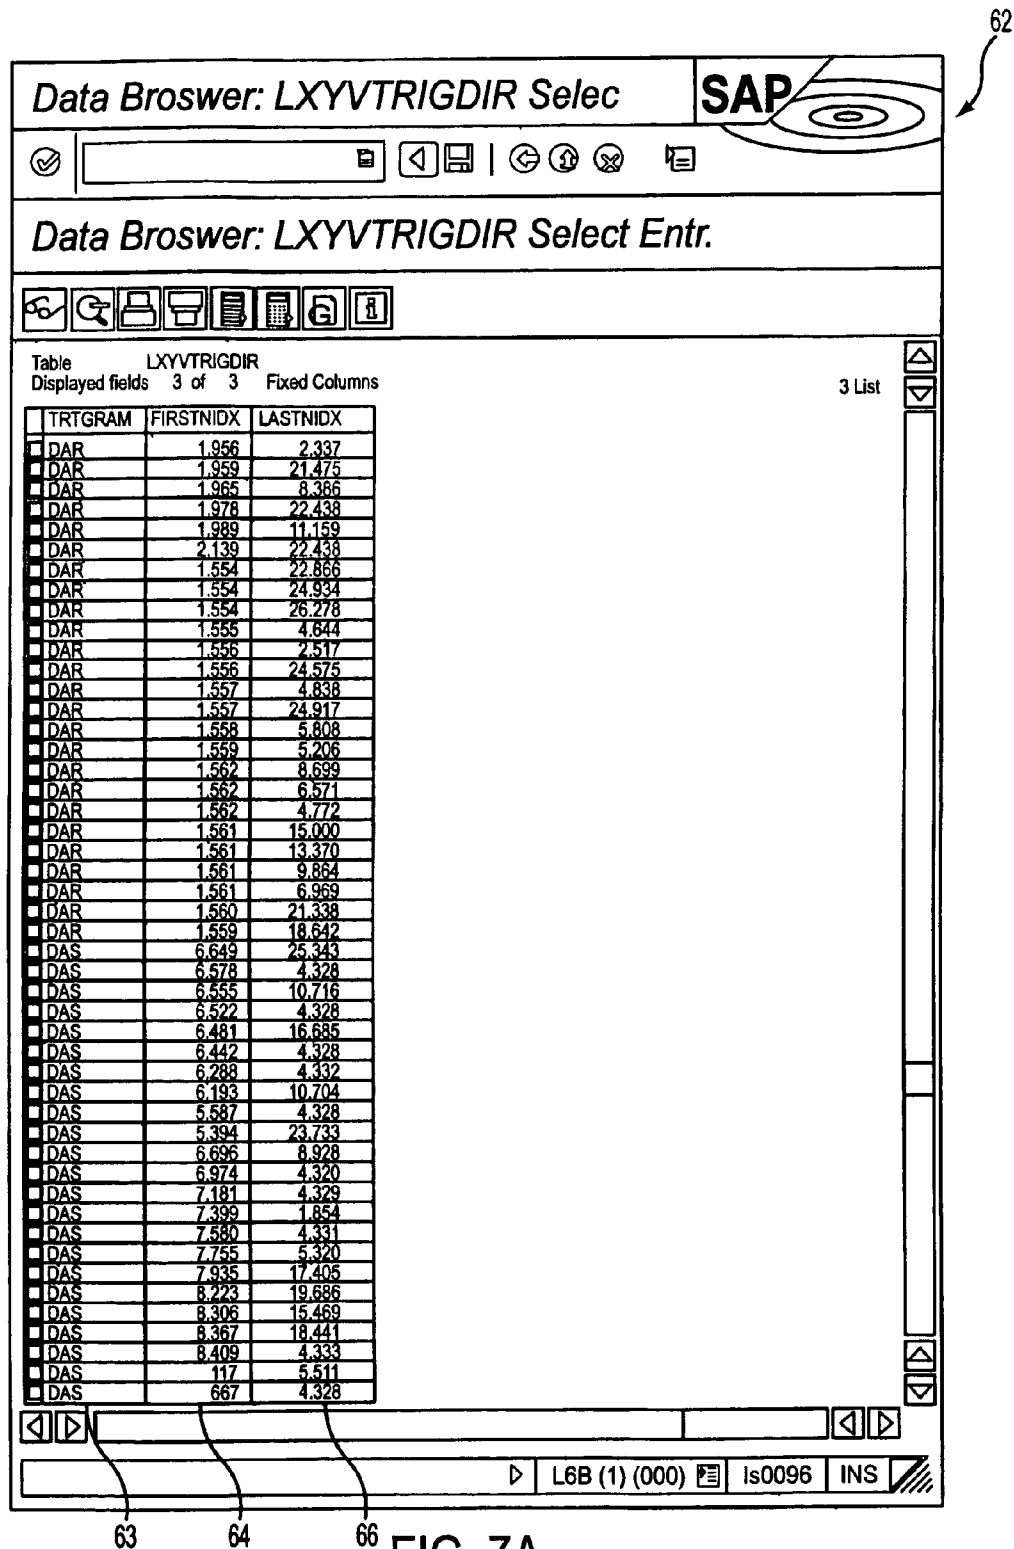 62
Data Broswer: LXYVTRIGDIR Selec SAP
Data Broswer: LXYVTRIGDIR Select Entr.
G i
Table LXYVTRIGDIR
Displayed fields 3 of 3 Fixed Columns 3 List
TRTGRAM FIRSTNIDX LASTNIDX
DAR 1.956 2.337
DAR 1.959 21.475
DAR 1.965 8.386
DAR 1.978 22.438
DAR 1.989 11.159
DAR 2.139 22.438
DAR 1.554 22.866
DAR 1.554 24.934
DAR 1.554 26.278
DAR 1.555 4.644
DAR 1.556 2.517
DAR 1.556 24.575
DAR 1.557 4.838
DAR 1.557 24.917
DAR 1.558 5.808
DAR 1.559 5.206
DAR 1.562 8.699
DAR 1.562 6.571
DAR 1.562 4.772
DAR 1.561 15.000
DAR 1.561 13.370
DAR 1.561 9.864
DAR 1.561 6.969
DAR 1.560 21.338
DAR 1.559 18.642
DAS 6.649 25.343
DAS 6.578 4.328
DAS 6.555 10.716
DAS 6.522 4.328
DAS 6.481 16.685
DAS 6.442 4.328
DAS 6.288 4.332
DAS 6.193 10.704
DAS 5.587 4.328
DAS 5.394 23.733
DAS 6.696 8.928
DAS 6.974 4.320
DAS 7.181 4.329
DAS 7.399 1.854
DAS 7.580 4.331
DAS 7.755 5.320
DAS 7.935 17.405
DAS 8.223 19.686
DAS 8.306 15.469
DAS 8.367 18.441
DAS 8.409 4.333
DAS 117 5.511
DAS 667 4.328
L6B (1) (000) ls0096 INS
63 64 66
FIG. 7A